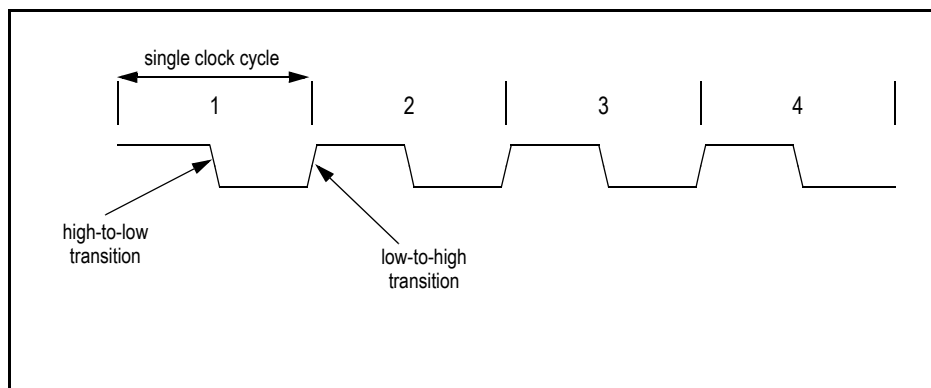 single clock cycle
1 2 3 4
high-to-low
transition
low-to-high
transition